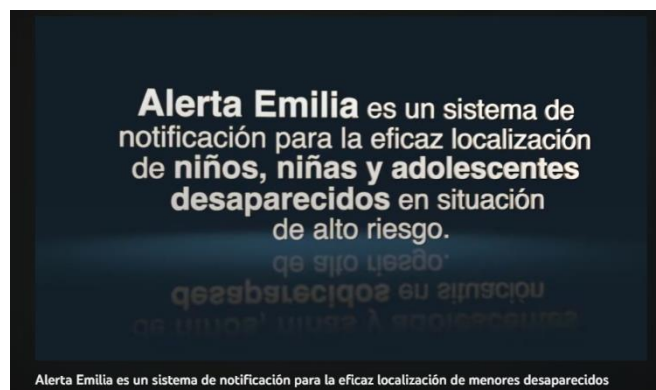 Alerta Emilia es un sistema de
notificación para la eficaz localización
de niños, niñas y adolescentes
desaparecidos en situación
de alto riesgo.
Alerta Emilia es un sistema de notificación para la eficaz localización de menores desaparecidos